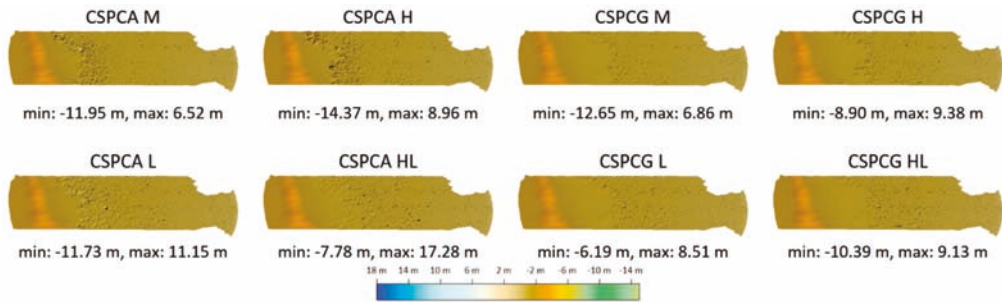 CSPCA M CSPCA H CSPCG M CSPCG H
min: -11.95 m, max: 6.52 m min: -14.37 m, max: 8.96 m min: -12.65 m, max: 6.86 m min: -8.90 m, max: 9.38 m
CSPCA L CSPCA HL CSPCG L CSPCG HL
min: -11.73 m, max: 11.15 m min: -7.78 m, max: 17.28 m min: -6.19 m, max: 8.51 m min: -10.39 m, max: 9.13 m
18 m 14 m 10 m 6 m 2 m -2 m -6 m -10 m -14 m